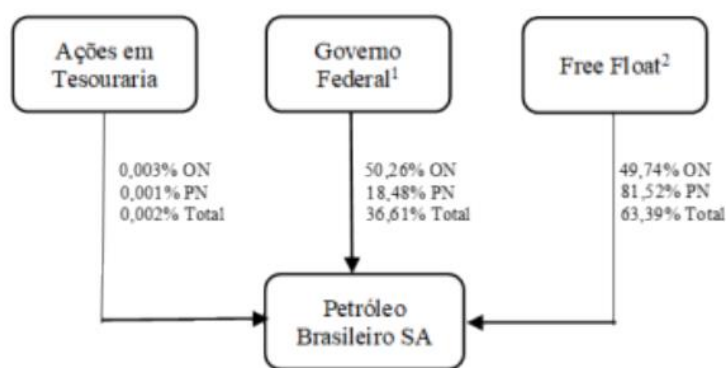 Ações em
Tesouraria
Governo
Federal¹
Free Float²
0,003% ON
0,001% PN
0,002% Total
50,26% ON
18,48% PN
36,61% Total
49,74% ON
81,52% PN
63,39% Total
Petróleo
Brasileiro SA